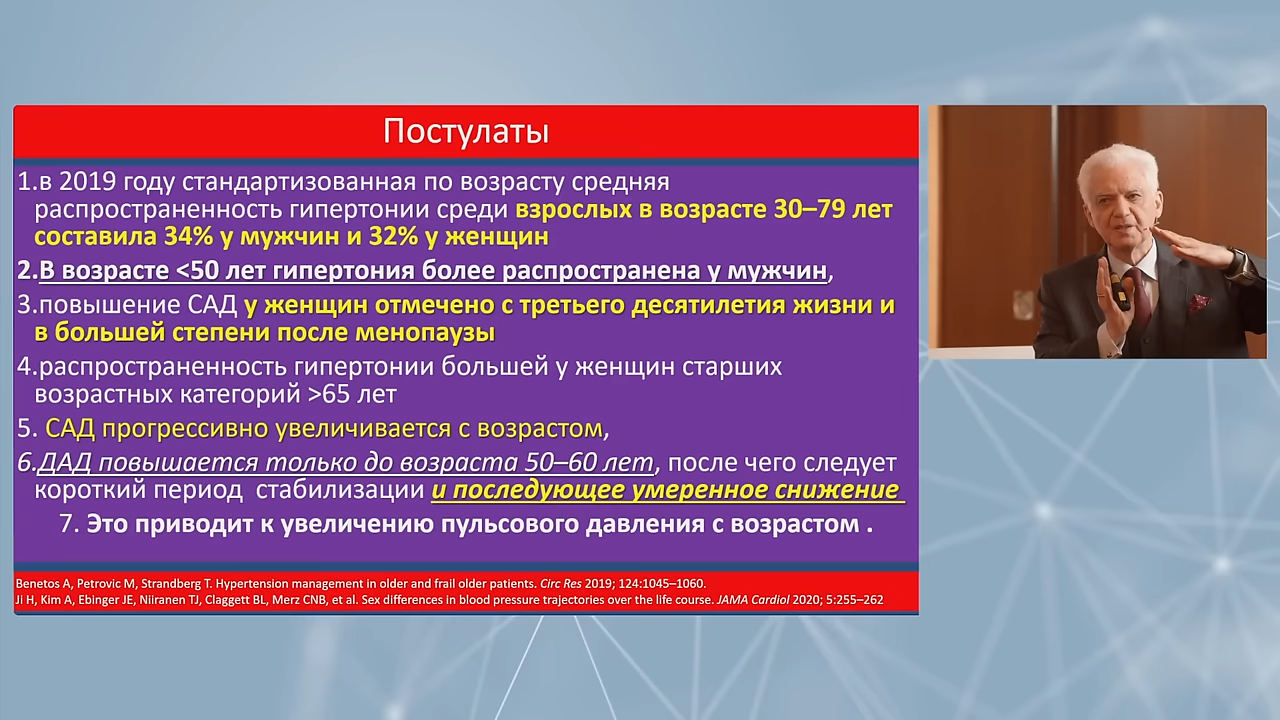 Постулаты
1.в 2019 году стандартизованная по возрасту средняя
распространенность гипертонии среди взрослых в возрасте 30–79 лет
составила 34% у мужчин и 32% у женщин
2.В возрасте <50 лет гипертония более распространена у мужчин,
3.повышение САД у женщин отмечено с третьего десятилетия жизни и
в большей степени после менопаузы
4.распространенность гипертонии большей у женщин старших
возрастных категорий >65 лет
5. САД прогрессивно увеличивается с возрастом,
6.ДАД повышается только до возраста 50–60 лет, после чего следует
короткий период стабилизации и последующее умеренное снижение
7. Это приводит к увеличению пульсового давления с возрастом .
Benetos A, Petrovic M, Strandberg T. Hypertension management in older and frail older patients. Circ Res 2019; 124:1045–1060.
Ji H, Kim A, Ebinger JE, Niiranen TJ, Claggett BL, Merz CNB, et al. Sex differences in blood pressure trajectories over the life course. JAMA Cardiol 2020; 5:255–262